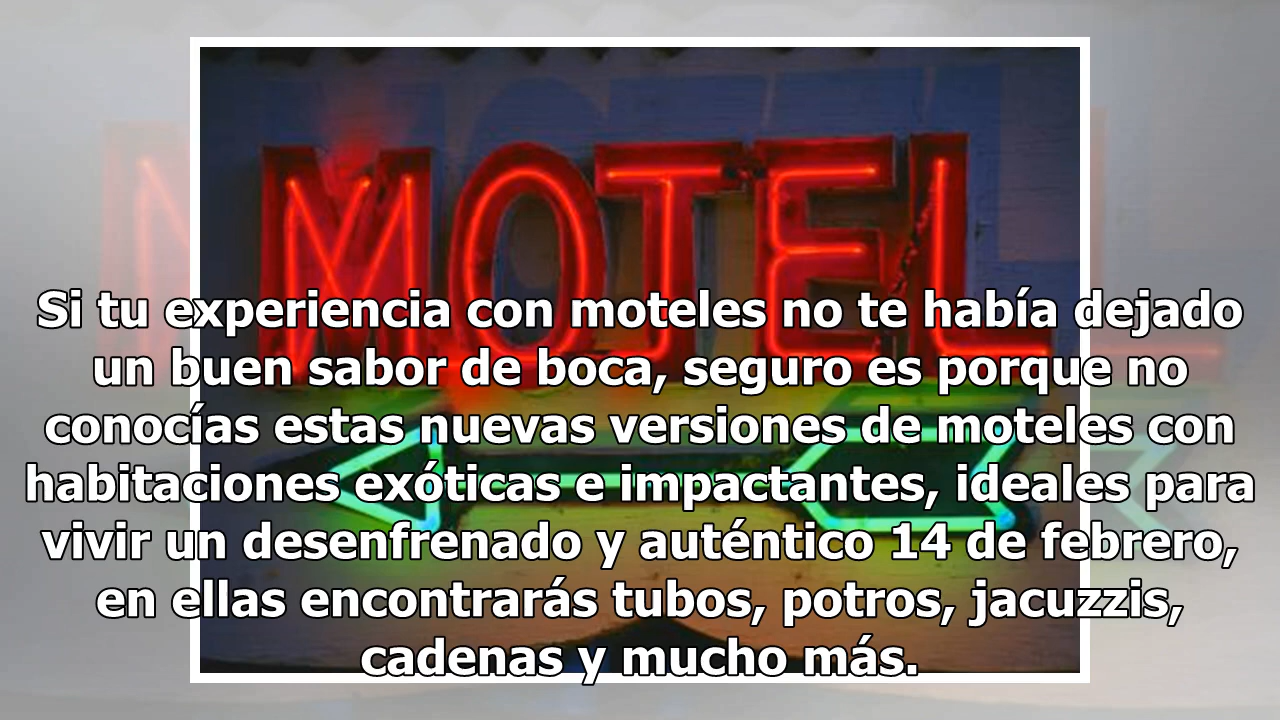 MOTEL
Si tu experiencia con moteles no te había dejado
un buen sabor de boca, seguro es porque no
conocías estas nuevas versiones de moteles con
habitaciones exóticas e impactantes, ideales para
vivir un desenfrenado y auténtico 14 de febrero,
en ellas encontrarás tubos, potros, jacuzzis,
cadenas y mucho más.